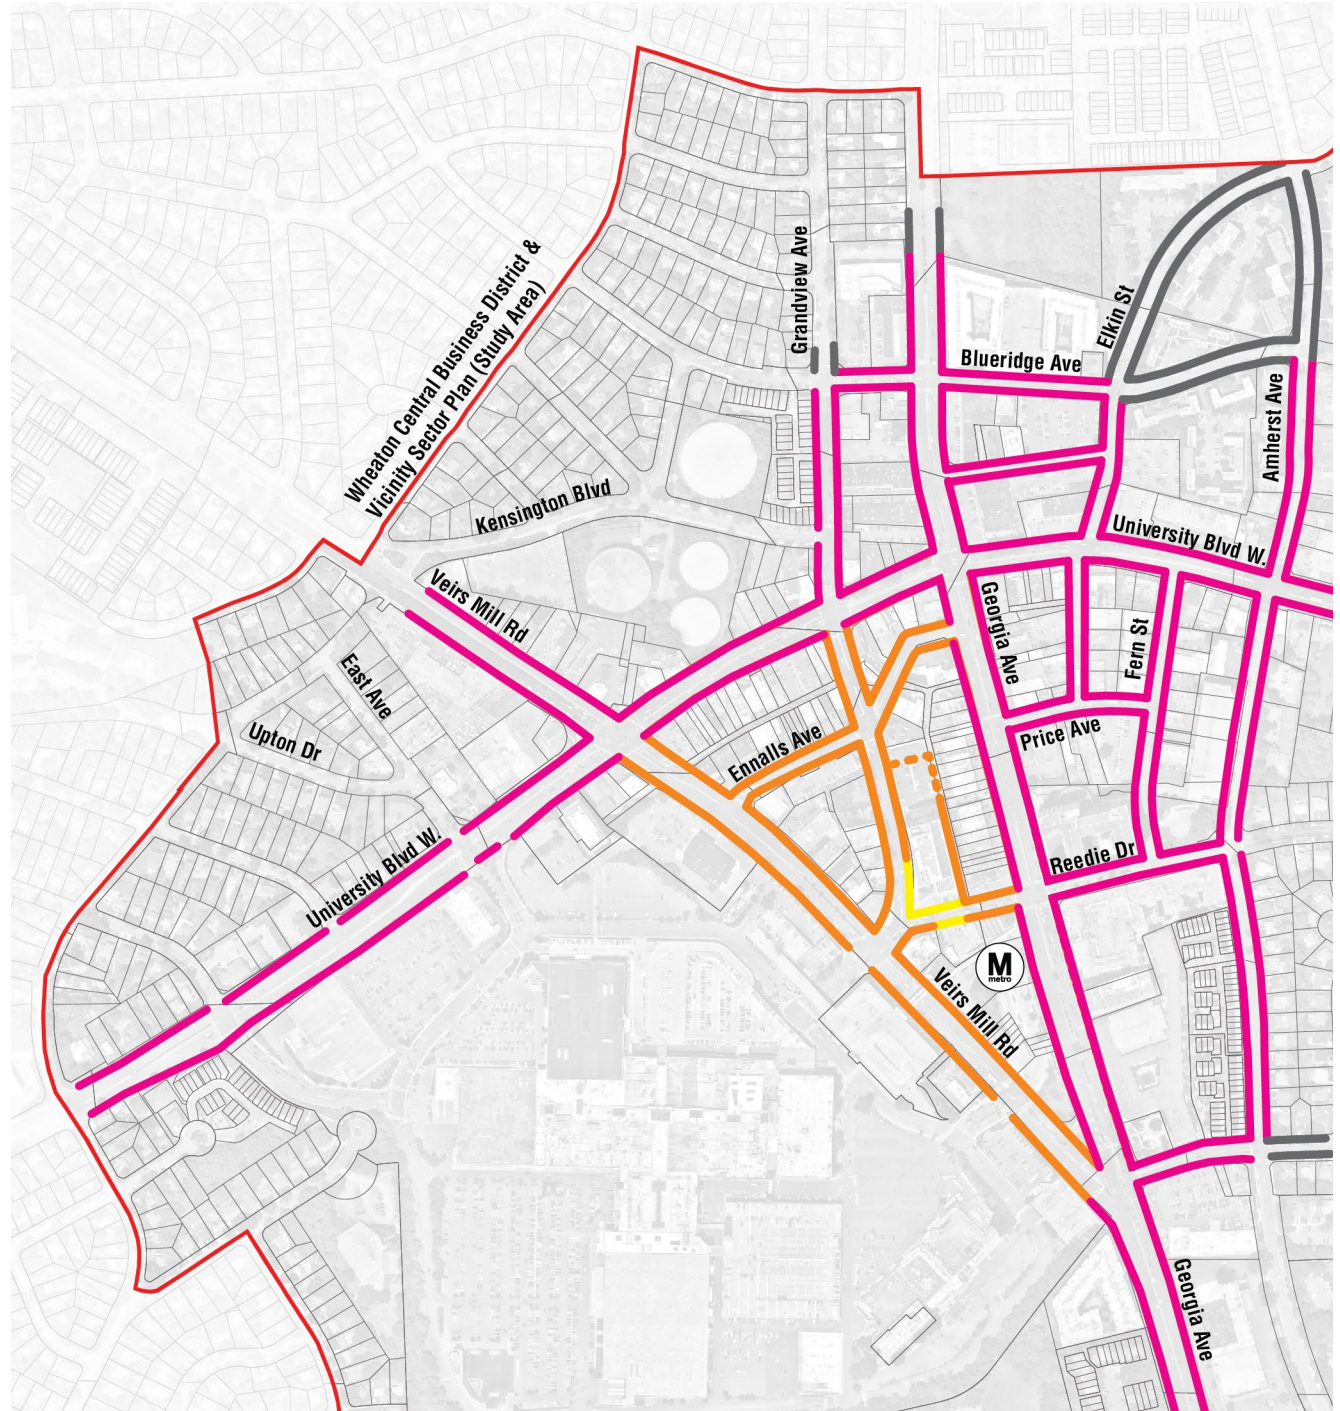 Wheaton Central Business District &
Vicinity Sector Plan (Study Area)
Grandview Ave
Elkin St
Blueridge Ave
Amherst Ave
Kensington Blvd
University Blvd W.
Veirs Mill Rd
Georgia Ave
Fern St
East Ave
Upton Dr
Ennalls Ave
Price Ave
University Blvd W.
Reedie Dr
M
metro
Veirs Mill Rd
Georgia Ave